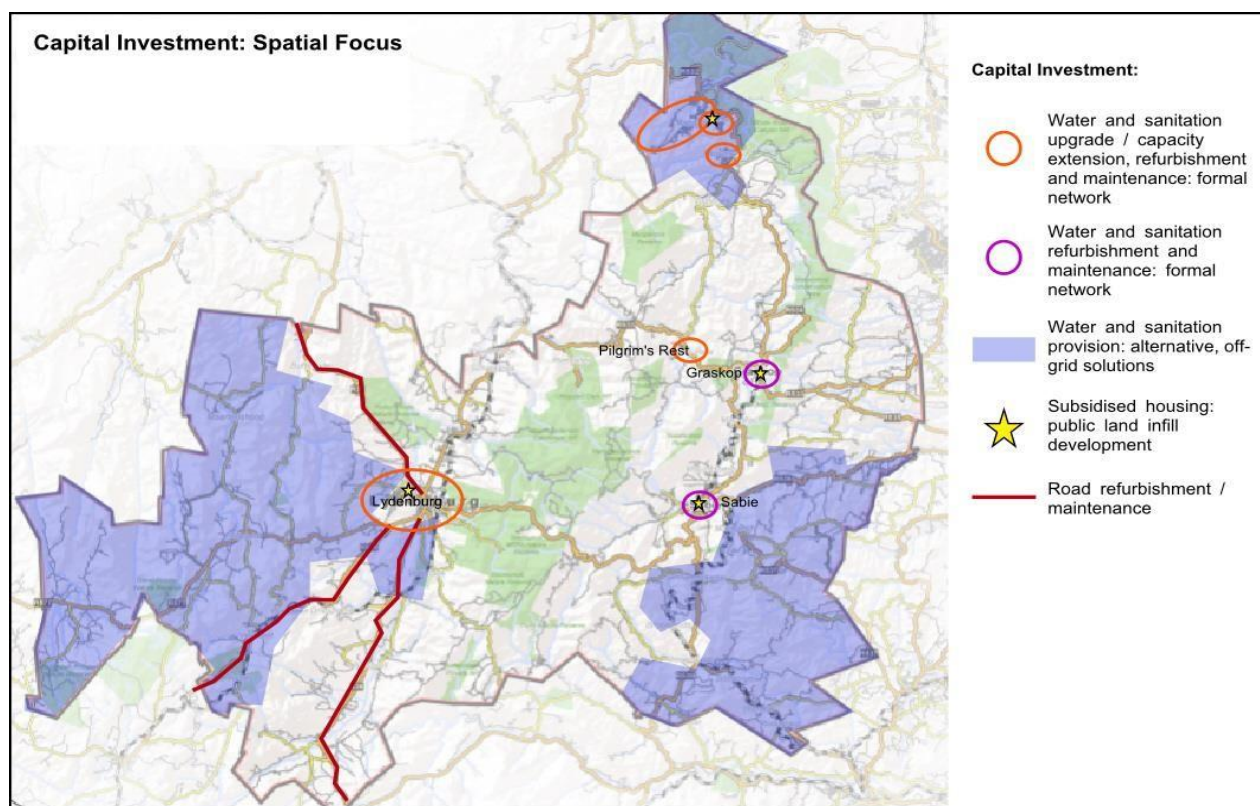 Capital Investment: Spatial Focus
Pilgrim's Rest
Graskop
Lydenburg
Sabie
Capital Investment:
Water and sanitation
upgrade / capacity
extension, refurbishment
and maintenance: formal
network
Water and sanitation
refurbishment and
maintenance: formal
network
Water and sanitation
provision: alternative, off-
grid solutions
Subsidised housing:
public land infill
development
Road refurbishment /
maintenance